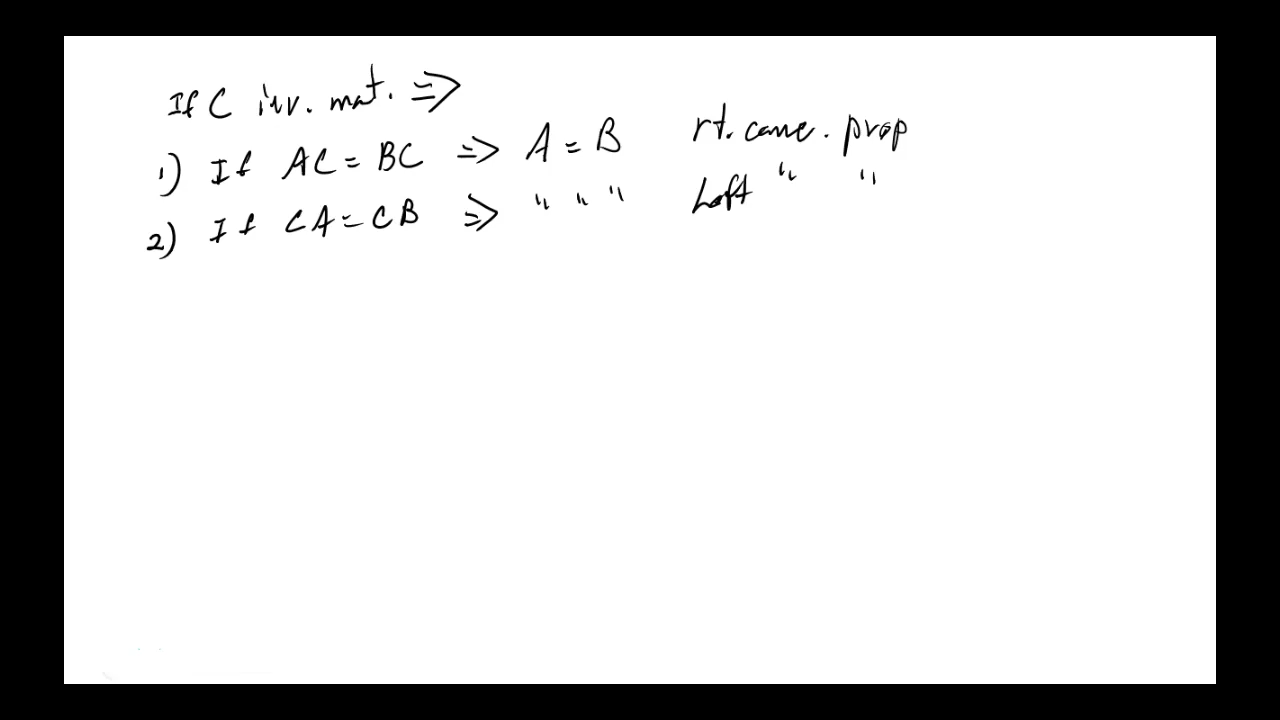 If C inv. mat. =>
1) If AC = BC => A = B rt. canc. prop
2) If CA = CB => " " " Left " "